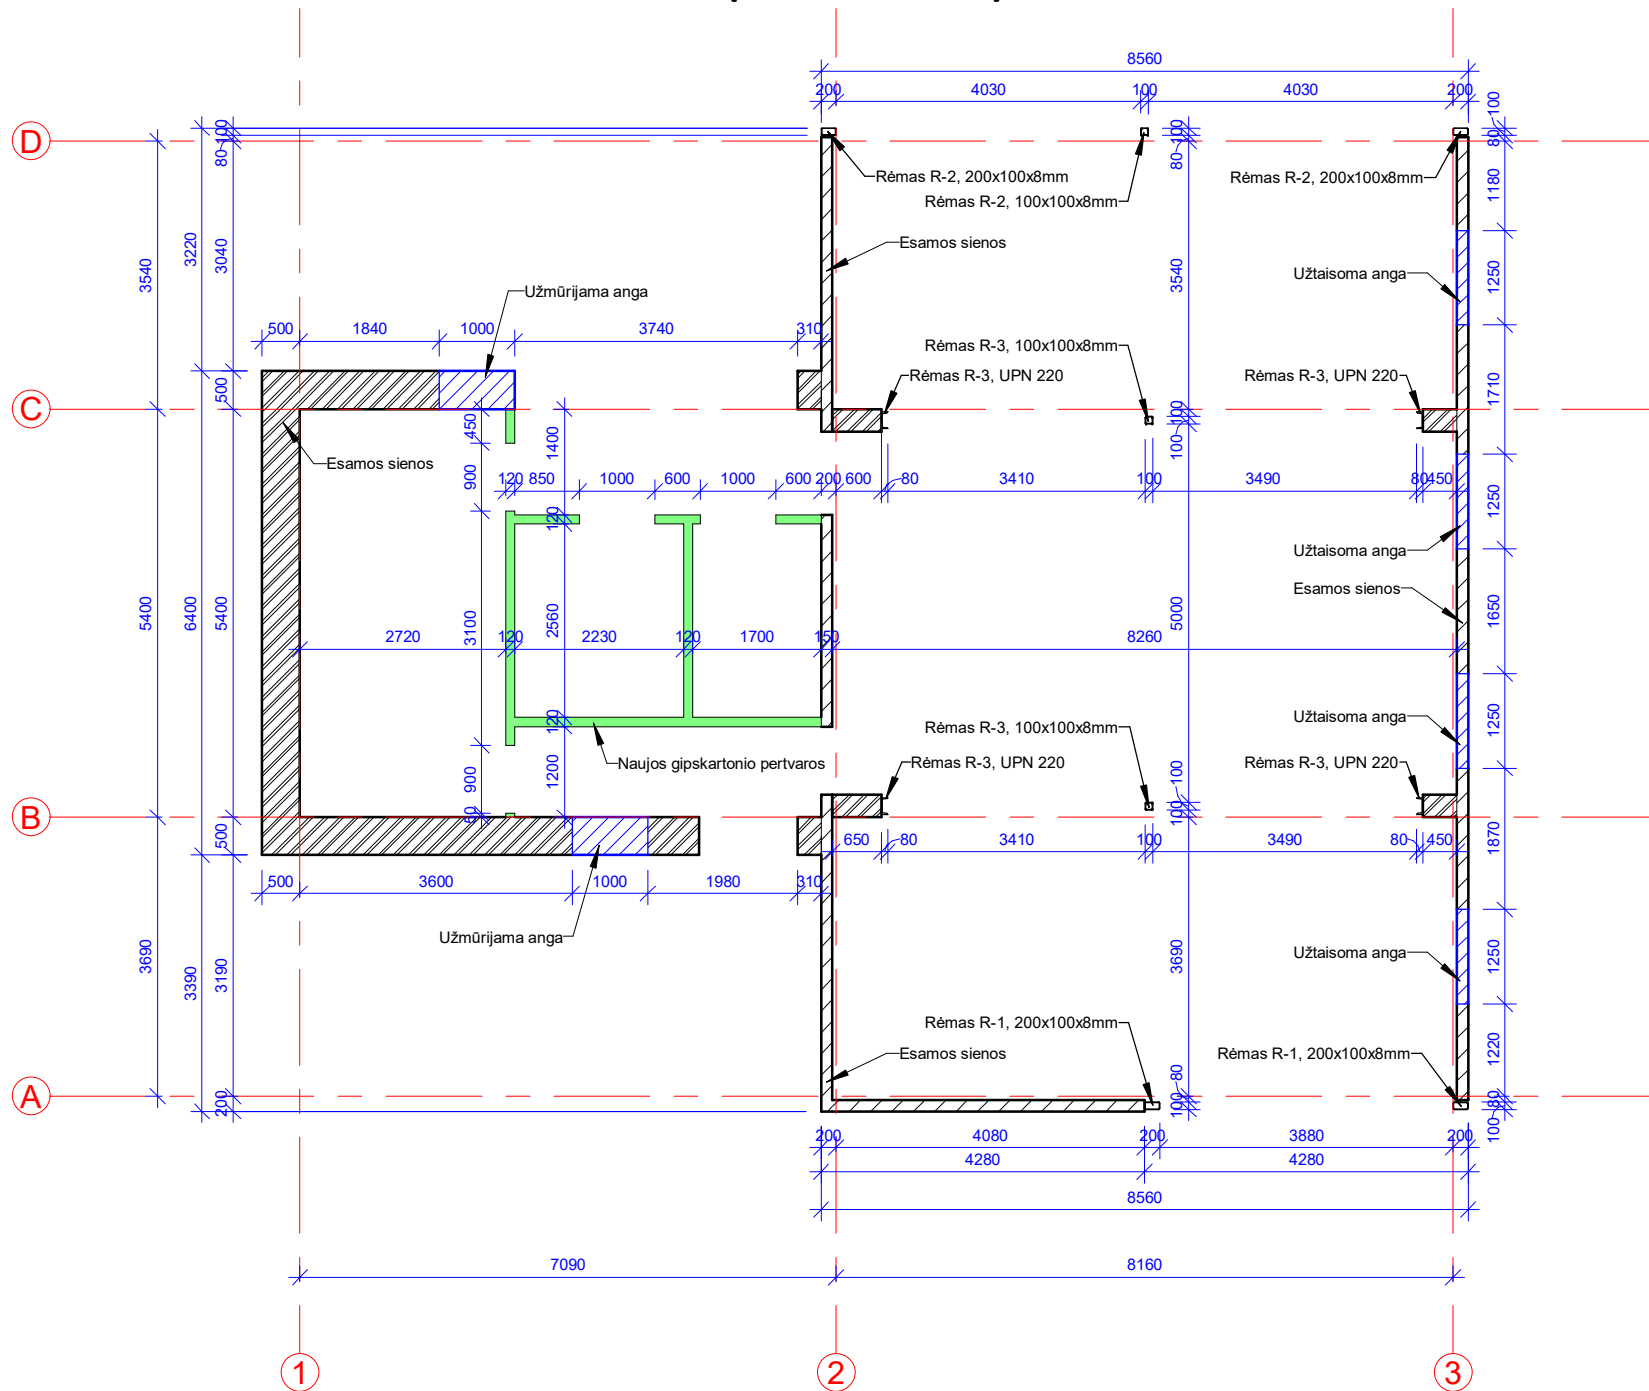 8560
200 4030 100 4030 200
100
D
80 100
80 100
80
Rėmas R-2, 200x100x8mm
Rėmas R-2, 200x100x8mm
Rėmas R-2, 100x100x8mm
1180
Esamos sienos
3540
3220
3040
3540
Užtaisoma anga
1250
Užmūrijama anga
500 1840 1000 3740 310
Rėmas R-3, 100x100x8mm
Rėmas R-3, UPN 220
Rėmas R-3, UPN 220
1710
500
C
450
1400
100
100
Esamos sienos
900
120 850 1000 600 1000 600 200 600 80 3410 100 3490 80 450
120
1250
Užtaisoma anga
Esamos sienos
5400
6400
5400
3100
2560
5000
1650
2720 120 2230 120 1700 150 8260
120
Užtaisoma anga
1250
Rėmas R-3, 100x100x8mm
Naujos gipskartonio pertvaros
Rėmas R-3, UPN 220
Rėmas R-3, UPN 220
900
1200
100
100
50
B
500
650 80 3410 100 3490 80 450
1870
500 3600 1000 1980 310
Užmūrijama anga
Užtaisoma anga
1250
3690
3390
3190
3690
Rėmas R-1, 200x100x8mm
Esamos sienos
Rėmas R-1, 200x100x8mm
1220
A
200
80
100
80
100
200 4080 200 3880 200
4280 4280
8560
7090 8160
1 2 3